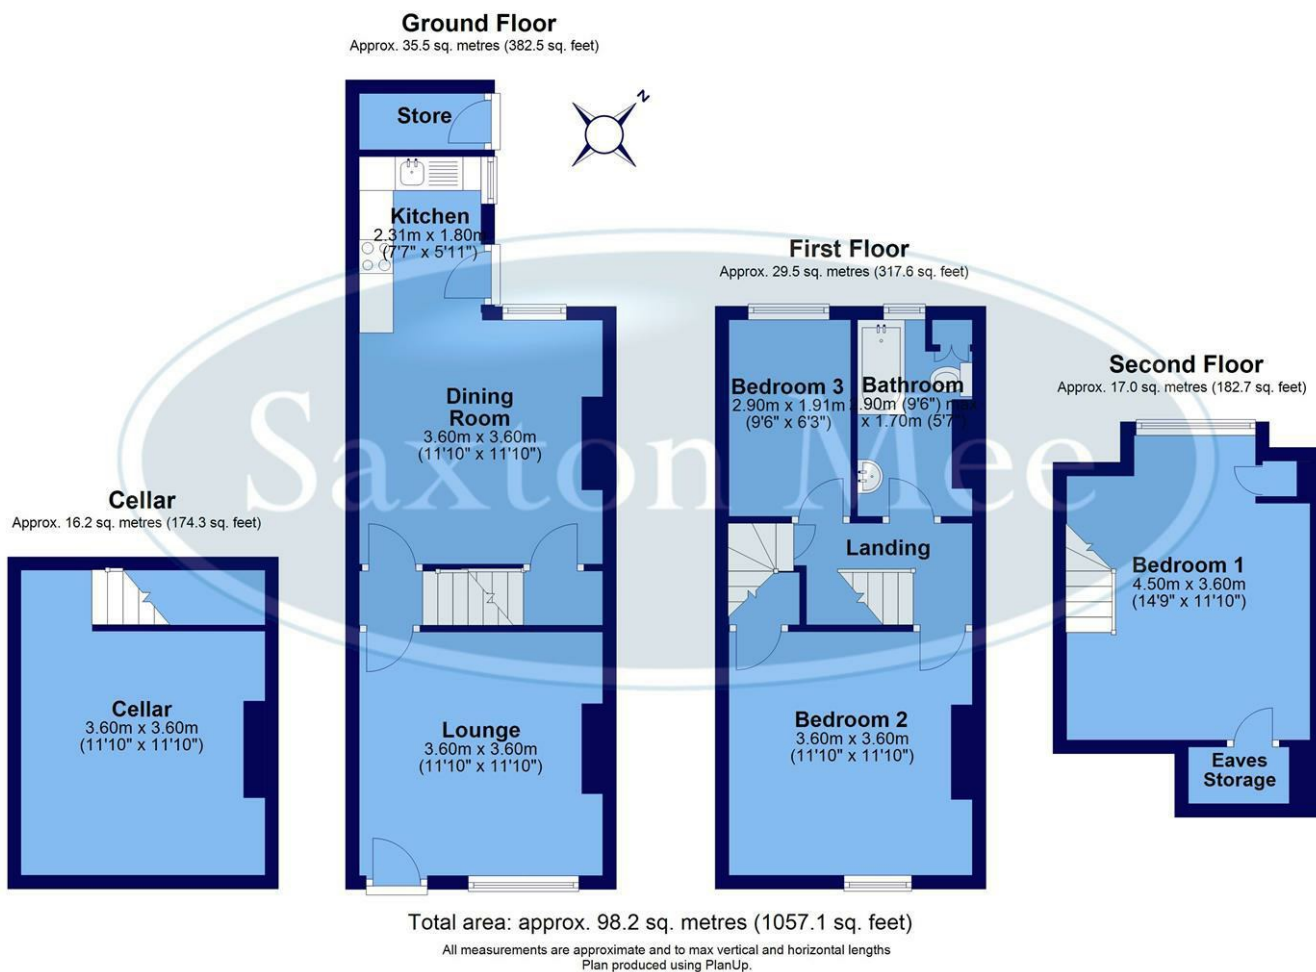 Ground Floor
Approx. 35.5 sq. metres (382.5 sq. feet)
Store
N
Kitchen
2.31m x 1.80m
(7'7" x 5'11")
Dining
Room
3.60m x 3.60m
(11'10" x 11'10")
Lounge
3.60m x 3.60m
(11'10" x 11'10")
First Floor
Approx. 29.5 sq. metres (317.6 sq. feet)
Bedroom 3
2.90m x 1.91m
(9'6" x 6'3")
Bathroom
2.90m (9'6") max
x 1.70m (5'7")
Landing
Bedroom 2
3.60m x 3.60m
(11'10" x 11'10")
Second Floor
Approx. 17.0 sq. metres (182.7 sq. feet)
Bedroom 1
4.50m x 3.60m
(14'9" x 11'10")
Eaves
Storage
Cellar
Approx. 16.2 sq. metres (174.3 sq. feet)
Cellar
3.60m x 3.60m
(11'10" x 11'10")
Saxton Mee
Total area: approx. 98.2 sq. metres (1057.1 sq. feet)
All measurements are approximate and to max vertical and horizontal lengths
Plan produced using PlanUp.